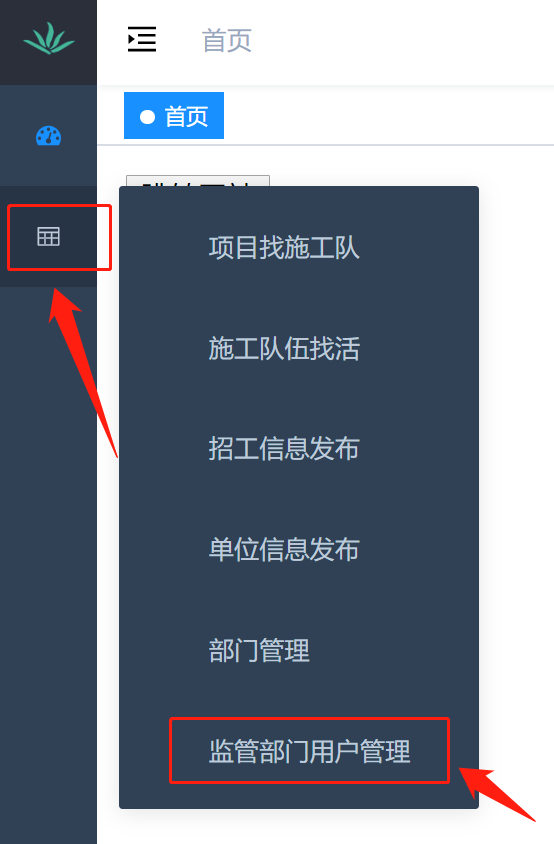 首页
首页
项目找施工队
施工队伍找活
招工信息发布
单位信息发布
部门管理
监管部门用户管理